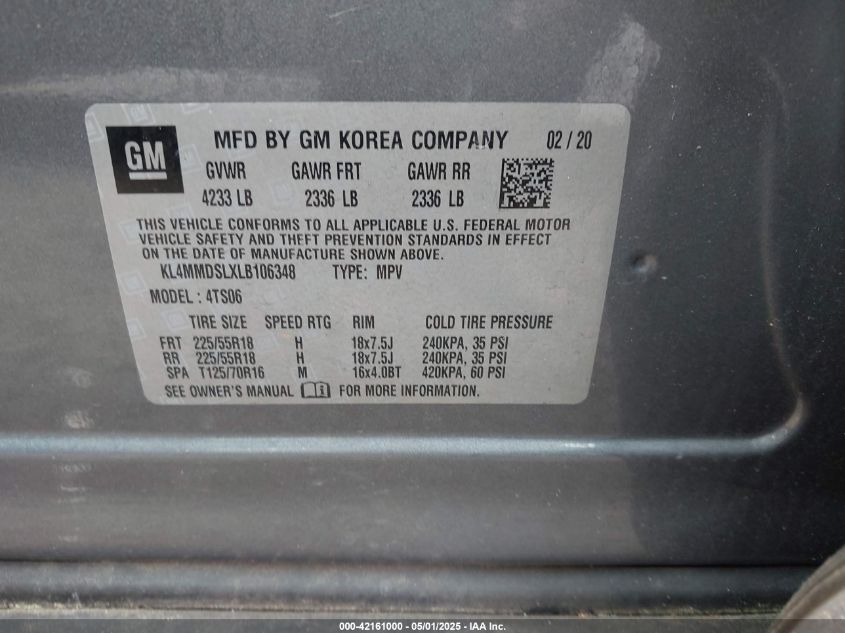 GM
MFD BY GM KOREA COMPANY 02 / 20
GVWR GAWR FRT GAWR RR
4233 LB 2336 LB 2336 LB
THIS VEHICLE CONFORMS TO ALL APPLICABLE U.S. FEDERAL MOTOR
VEHICLE SAFETY AND THEFT PREVENTION STANDARDS IN EFFECT
ON THE DATE OF MANUFACTURE SHOWN ABOVE.
KL4MMDSLXLB106348 TYPE: MPV
MODEL : 4TS06
TIRE SIZE SPEED RTG RIM COLD TIRE PRESSURE
FRT 225/55R18 H 18x7.5J 240KPA, 35 PSI
RR 225/55R18 H 18x7.5J 240KPA, 35 PSI
SPA T125/70R16 M 16x4.0BT 420KPA, 60 PSI
SEE OWNER'S MANUAL FOR MORE INFORMATION.
000-42161000 - 05/01/2025 - IAA Inc.